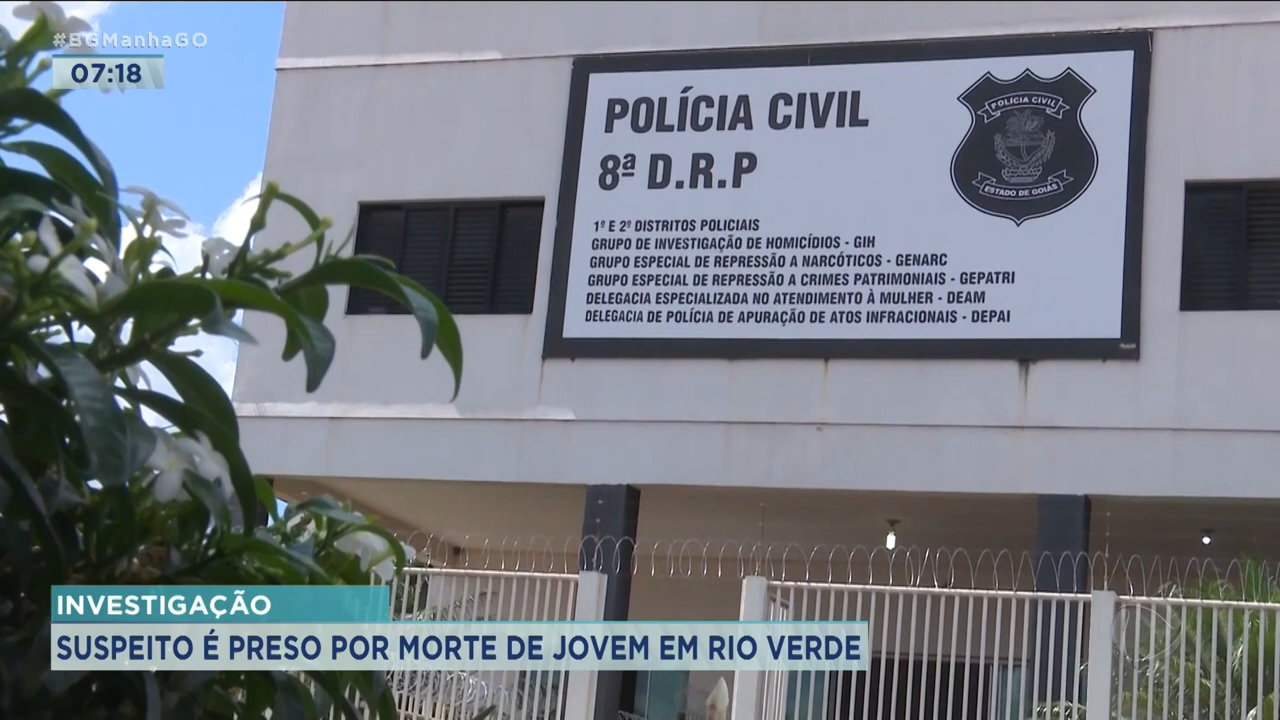 #BGManhaGO
07:18
POLÍCIA CIVIL
8ª D.R.P
POLÍCIA CIVIL
ESTADO DE GOIÁS
1º E 2º DISTRITOS POLICIAIS
GRUPO DE INVESTIGAÇÃO DE HOMICÍDIOS - GIH
GRUPO ESPECIAL DE REPRESSÃO A NARCÓTICOS - GENARC
GRUPO ESPECIAL DE REPRESSÃO A CRIMES PATRIMONIAIS - GEPATRI
DELEGACIA ESPECIALIZADA NO ATENDIMENTO À MULHER - DEAM
DELEGACIA DE POLÍCIA DE APURAÇÃO DE ATOS INFRACIONAIS - DEPAI
INVESTIGAÇÃO
SUSPEITO É PRESO POR MORTE DE JOVEM EM RIO VERDE